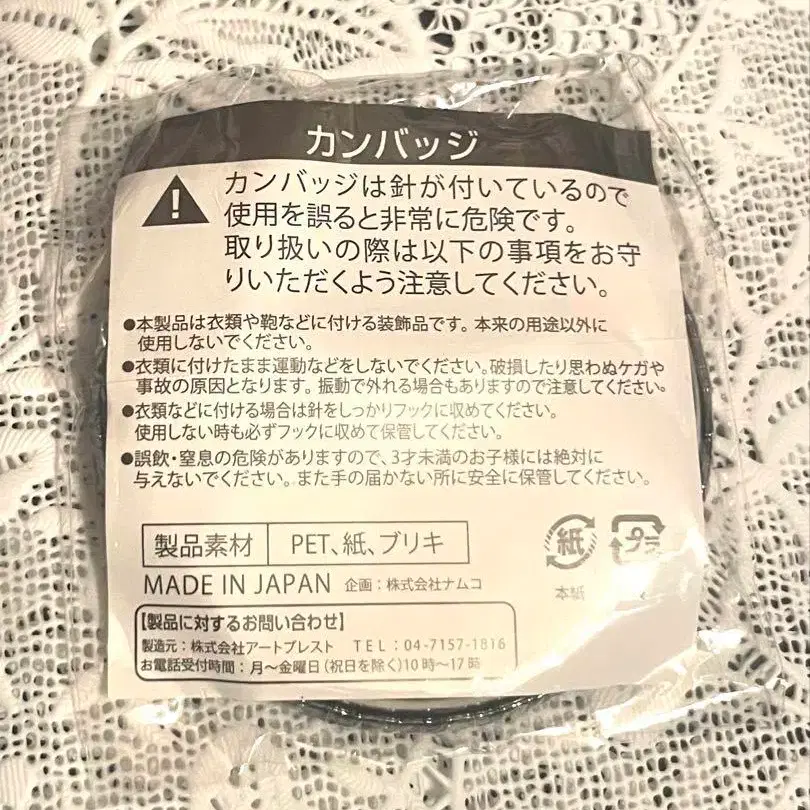 カンバッジ
カンバッジは針が付いているので
使用を誤ると非常に危険です。
取り扱いの際は以下の事項をお守
りいただくよう注意してください。
●本製品は衣類や鞄などに付ける装飾品です。本来の用途以外に
使用しないでください。
●衣類に付けたまま運動などをしないでください。破損したり思わぬケガや
事故の原因となります。振動で外れる場合もありますので注意してください。
●衣類などに付ける場合は針をしっかりフックに収めてください。
使用しない時も必ずフックに収めて保管してください。
●誤飲・窒息の危険がありますので、3才未満のお子様には絶対に
与えないでください。また手の届かない所に安全に保管してください。
製品素材 PET、紙、ブリキ
紙 プラ
本紙
MADE IN JAPAN 企画：株式会社ナムコ
【製品に対するお問い合わせ】
製造元：株式会社アートプレスト TEL：04-7157-1816
お電話受付時間：月〜金曜日(祝日を除く)10時〜17時